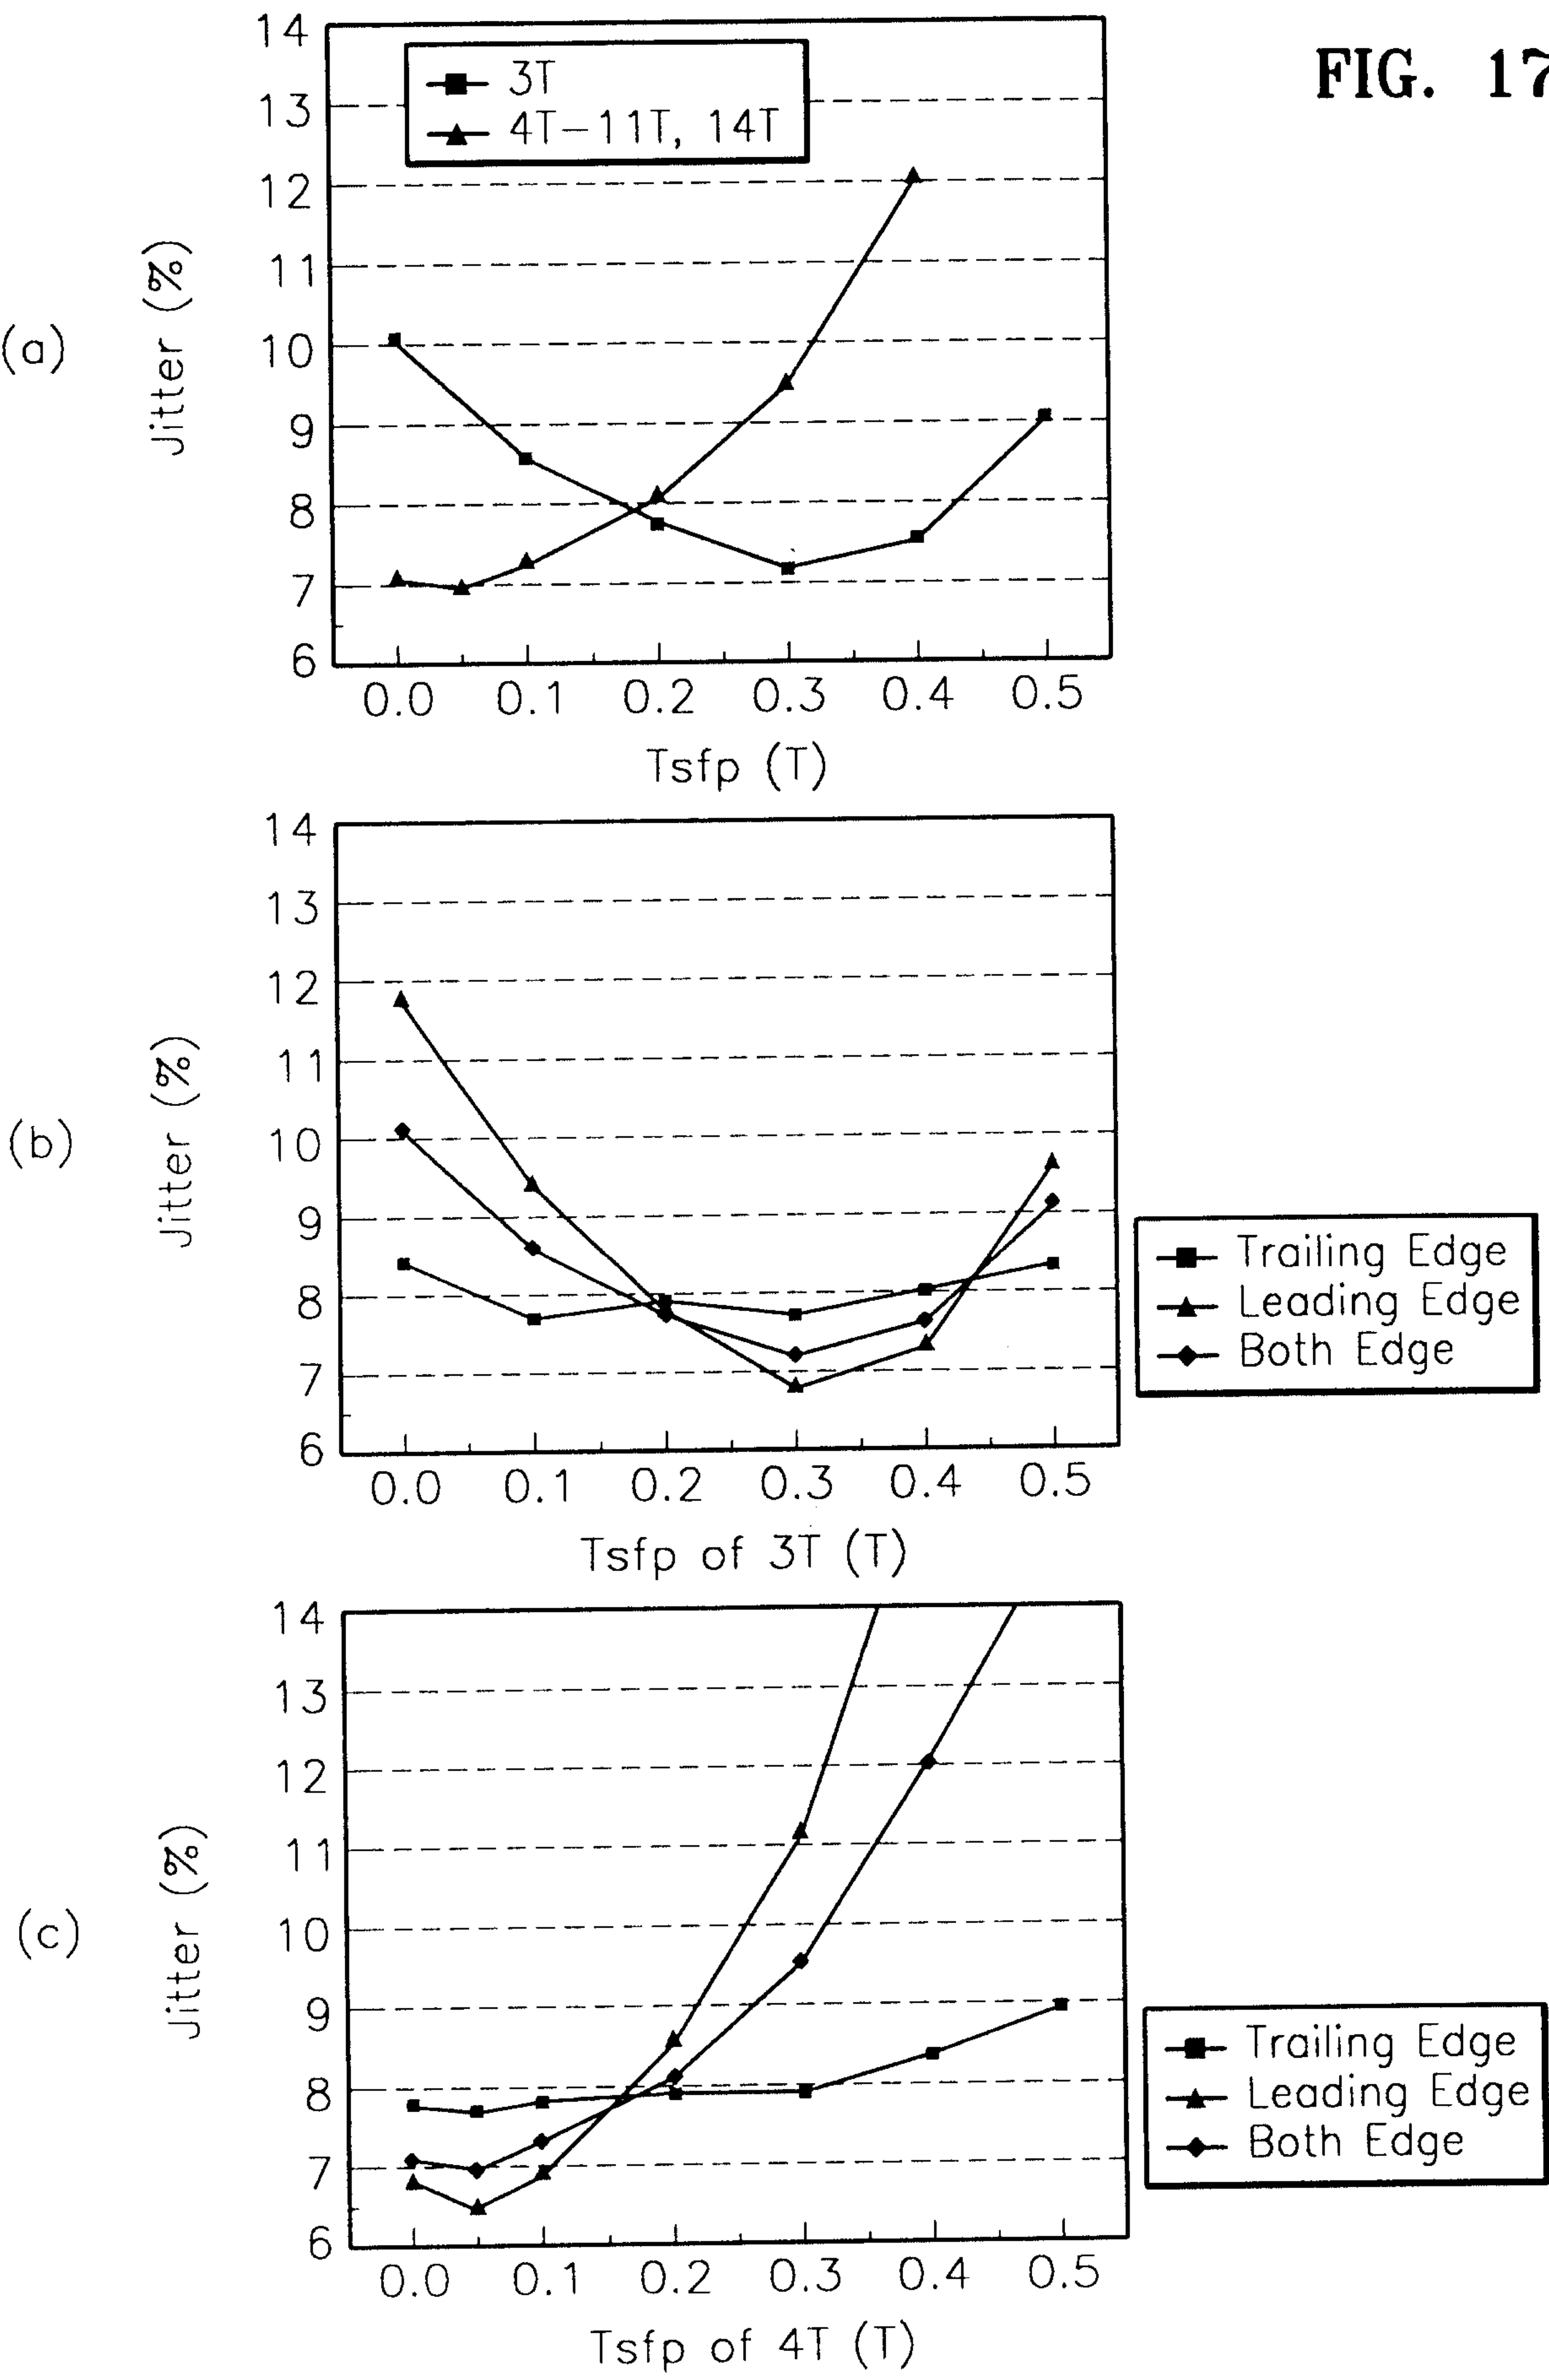 FIG. 17
(a)
Jitter (%)
14
13
12
11
10
9
8
7
6
3T
4T-11T, 14T
0.0 0.1 0.2 0.3 0.4 0.5
Tsfp (T)
(b)
Jitter (%)
14
13
12
11
10
9
8
7
6
Trailing Edge
Leading Edge
Both Edge
0.0 0.1 0.2 0.3 0.4 0.5
Tsfp of 3T (T)
(c)
Jitter (%)
14
13
12
11
10
9
8
7
6
Trailing Edge
Leading Edge
Both Edge
0.0 0.1 0.2 0.3 0.4 0.5
Tsfp of 4T (T)